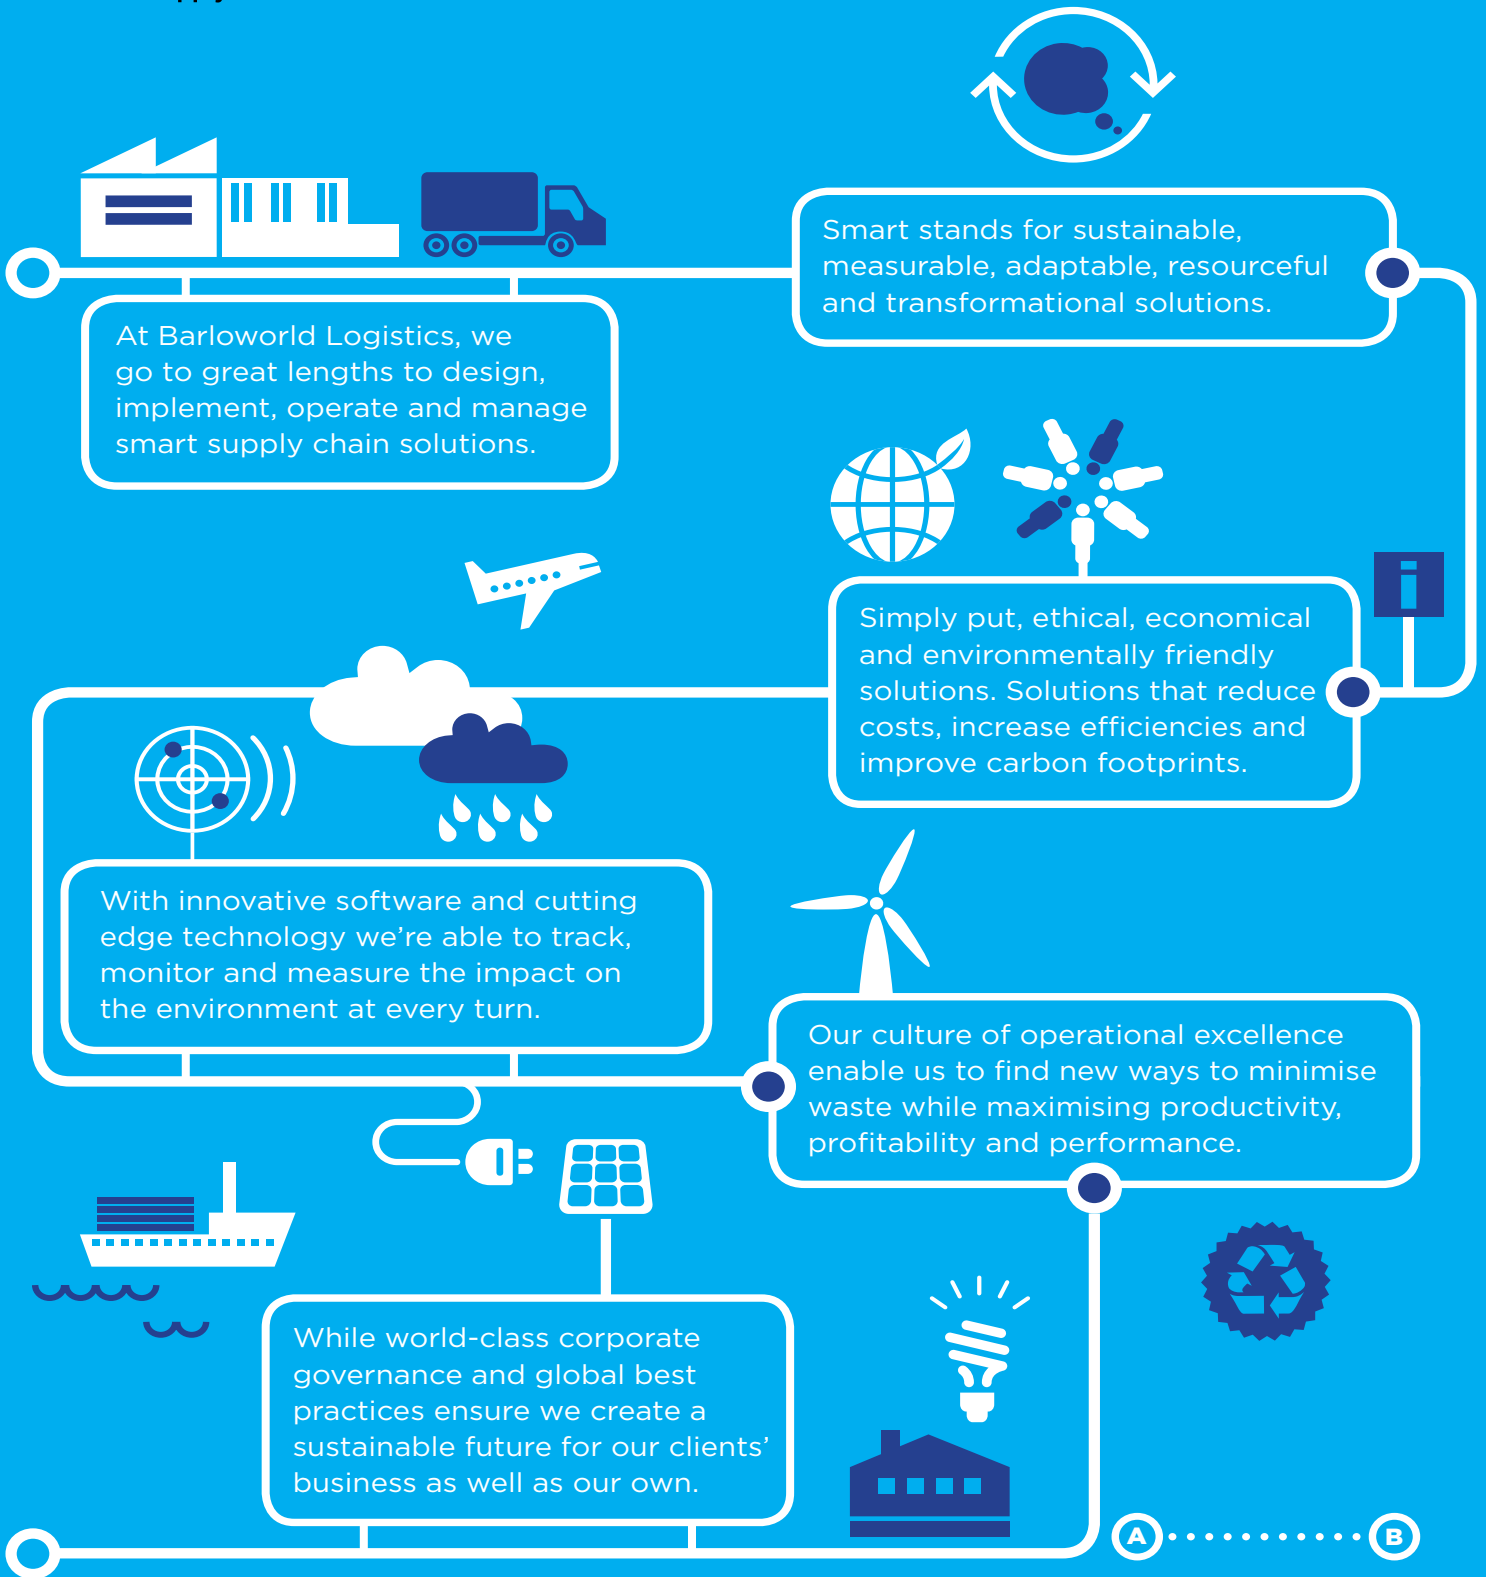 At Barloworld Logistics, we
go to great lengths to design,
implement, operate and manage
smart supply chain solutions.
Smart stands for sustainable,
measurable, adaptable, resourceful
and transformational solutions.
i
Simply put, ethical, economical
and environmentally friendly
solutions. Solutions that reduce
costs, increase efficiencies and
improve carbon footprints.
With innovative software and cutting
edge technology we’re able to track,
monitor and measure the impact on
the environment at every turn.
Our culture of operational excellence
enable us to find new ways to minimise
waste while maximising productivity,
profitability and performance.
While world-class corporate
governance and global best
practices ensure we create a
sustainable future for our clients’
business as well as our own.
A B